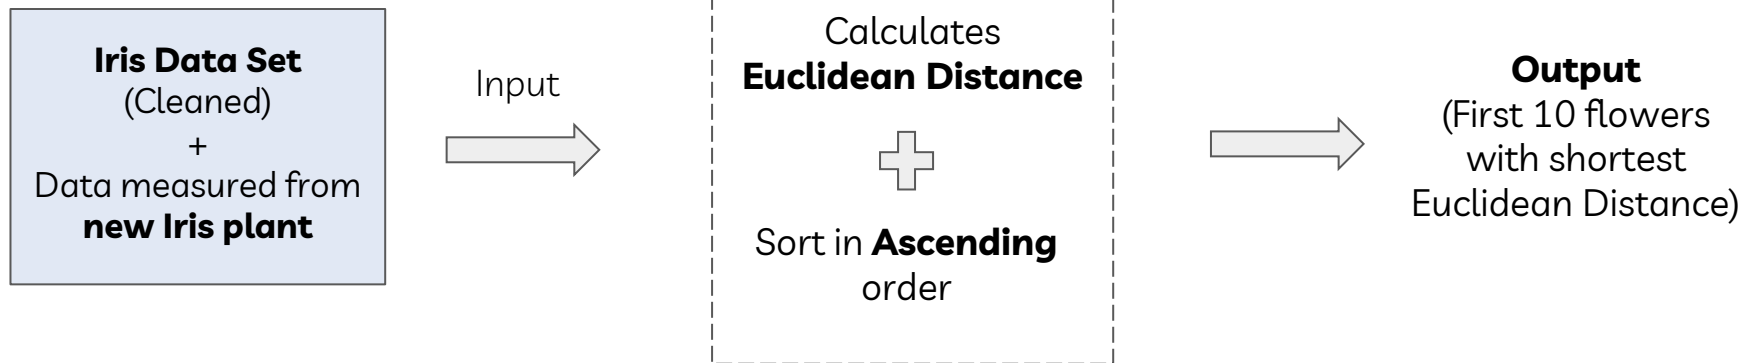 Iris Data Set
(Cleaned)
+
Data measured from
new Iris plant
Input
Calculates
Euclidean Distance
Sort in Ascending
order
Output
(First 10 flowers
with shortest
Euclidean Distance)